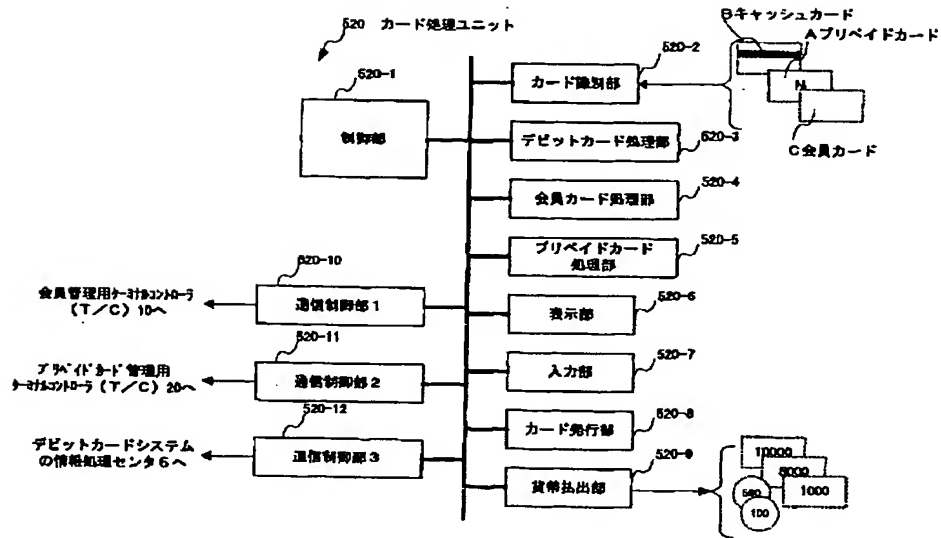 520 カード処理ユニット
520-1
制御部
Bキャッシュカード
Aプリペイドカード
N
C会員カード
520-2
カード識別部
520-3
デビットカード処理部
520-4
会員カード処理部
520-5
プリペイドカード
処理部
520-6
表示部
520-7
入力部
520-8
カード発行部
520-9
貨幣払出部
10000
5000
1000
500
100
520-10
通信制御部1
会員管理用ターミナルコントローラ
(T/C)10へ
520-11
通信制御部2
プリペイドカード管理用
ターミナルコントローラ(T/C)20へ
520-12
通信制御部3
デビットカードシステム
の情報処理センタ6へ